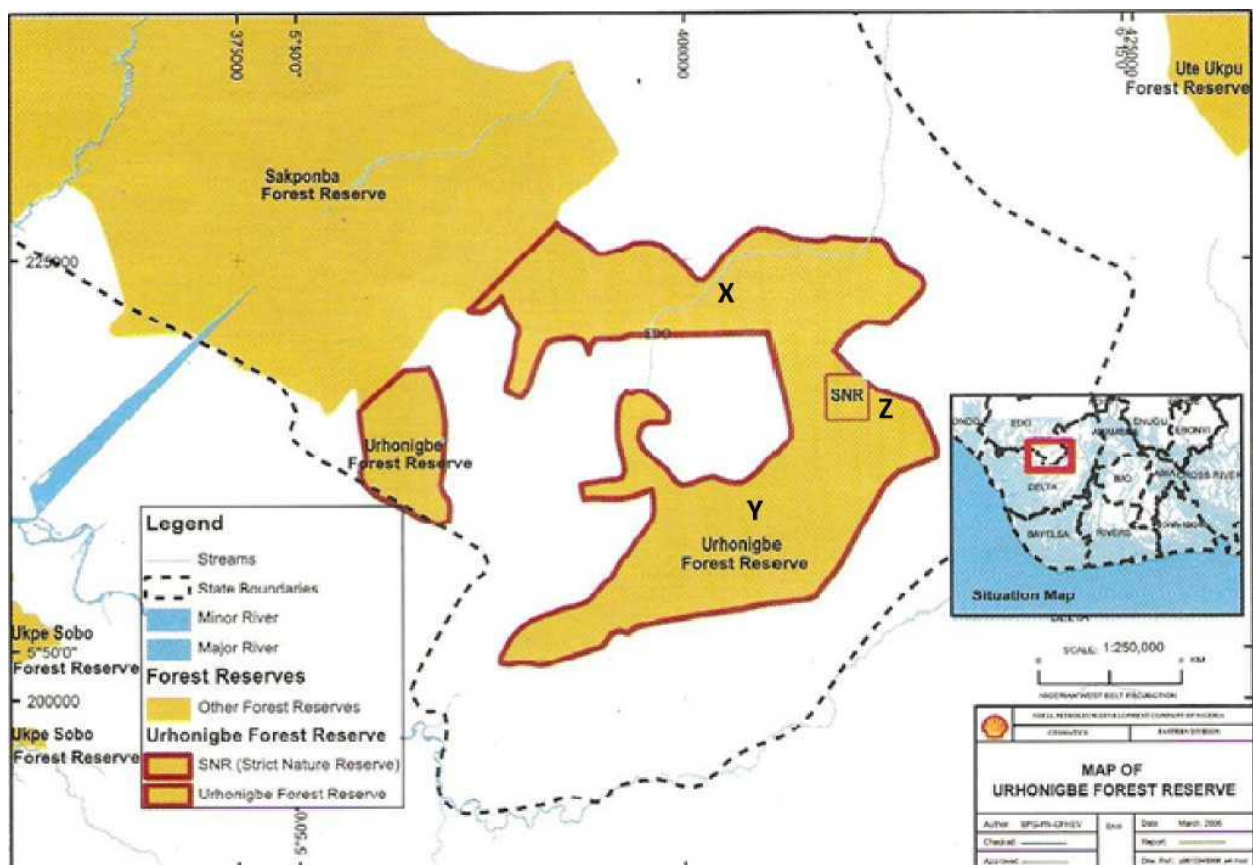 375000
5°5'0"
400000
425000
Ute Ukpu
Forest Reserve
Sakponba
Forest Reserve
225000
X
SNR
Z
Urhonigbe
Forest Reserve
Y
Urhonigbe
Forest Reserve
EDO
ENUGU
EBONYI
DELTA
IMO
CROSS RIVER
BAYELSA
RIVERS
Situation Map
DELTA
Legend
Streams
State Boundaries
Minor River
Major River
Forest Reserves
Other Forest Reserves
Urhonigbe Forest Reserve
SNR (Strict Nature Reserve)
Urhonigbe Forest Reserve
Ukpe Sobo
5°50'0"
Forest Reserve
200000
Ukpe Sobo
Forest Reserve
SCALE: 1:250,000
KM
MAP OF
URHONIGBE FOREST RESERVE
Author
Date March 2006
Checked
Report
Approved